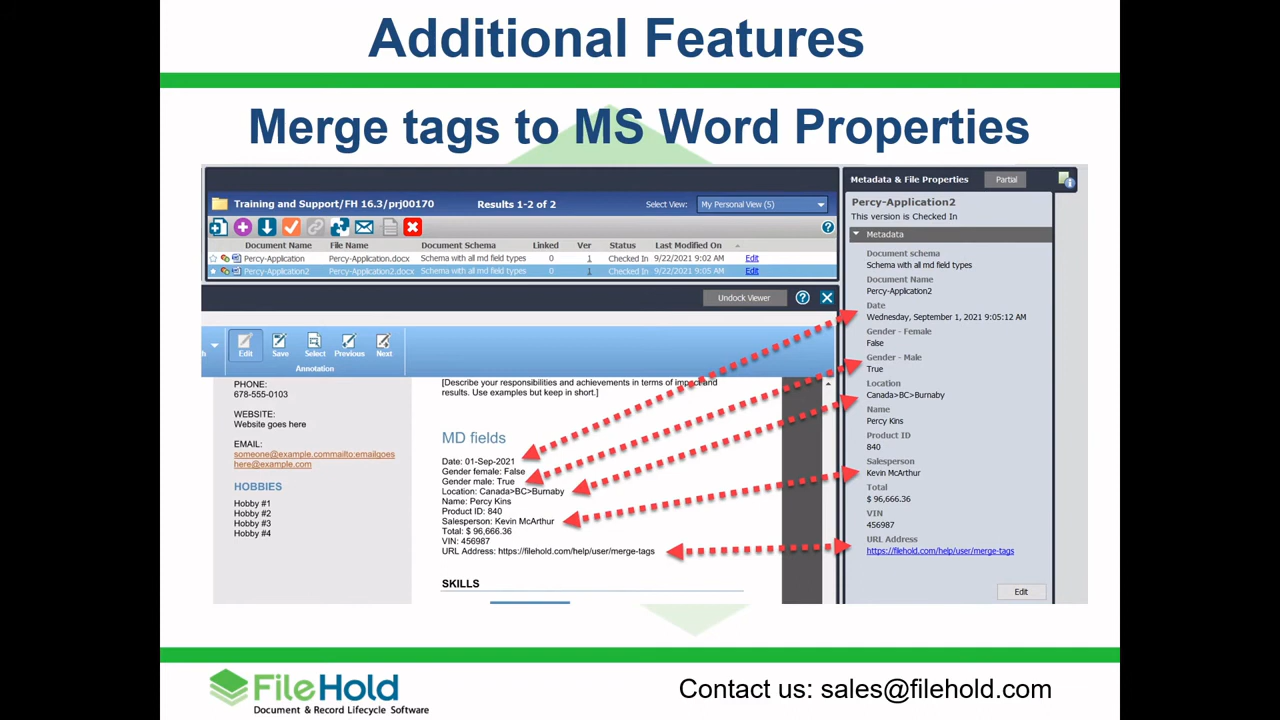 Additional Features
Merge tags to MS Word Properties
Training and Support/FH 16.3/prj00170
Results 1-2 of 2
Select View:
My Personal View (5)
Document Name File Name Document Schema Linked Ver Status Last Modified On
Percy-Application Percy-Application.docx Schema with all md field types 0 1 Checked In 9/22/2021 9:02 AM Edit
Percy-Application2 Percy-Application2.docx Schema with all md field types 0 1 Checked In 9/22/2021 9:05 AM Edit
Undock Viewer
Edit Save Select Previous Next
Annotation
PHONE:
678-555-0103
WEBSITE:
Website goes here
EMAIL:
someone@example.commailto:emailgoes
here@example.com
HOBBIES
Hobby #1
Hobby #2
Hobby #3
Hobby #4
[Describe your responsibilities and achievements in terms of impact and
results. Use examples but keep in short.]
MD fields
Date: 01-Sep-2021
Gender female: False
Gender male: True
Location: Canada>BC>Burnaby
Name: Percy Kins
Product ID: 840
Salesperson: Kevin McArthur
Total: $ 96,666.36
VIN: 456987
URL Address: https://filehold.com/help/user/merge-tags
SKILLS
Metadata & File Properties
Partial
Percy-Application2
This version is Checked In
Metadata
Document schema
Schema with all md field types
Document Name
Percy-Application2
Date
Wednesday, September 1, 2021 9:05:12 AM
Gender - Female
False
Gender - Male
True
Location
Canada>BC>Burnaby
Name
Percy Kins
Product ID
840
Salesperson
Kevin McArthur
Total
$ 96,666.36
VIN
456987
URL Address
https://filehold.com/help/user/merge-tags
Edit
FileHold
Document & Record Lifecycle Software
Contact us: sales@filehold.com